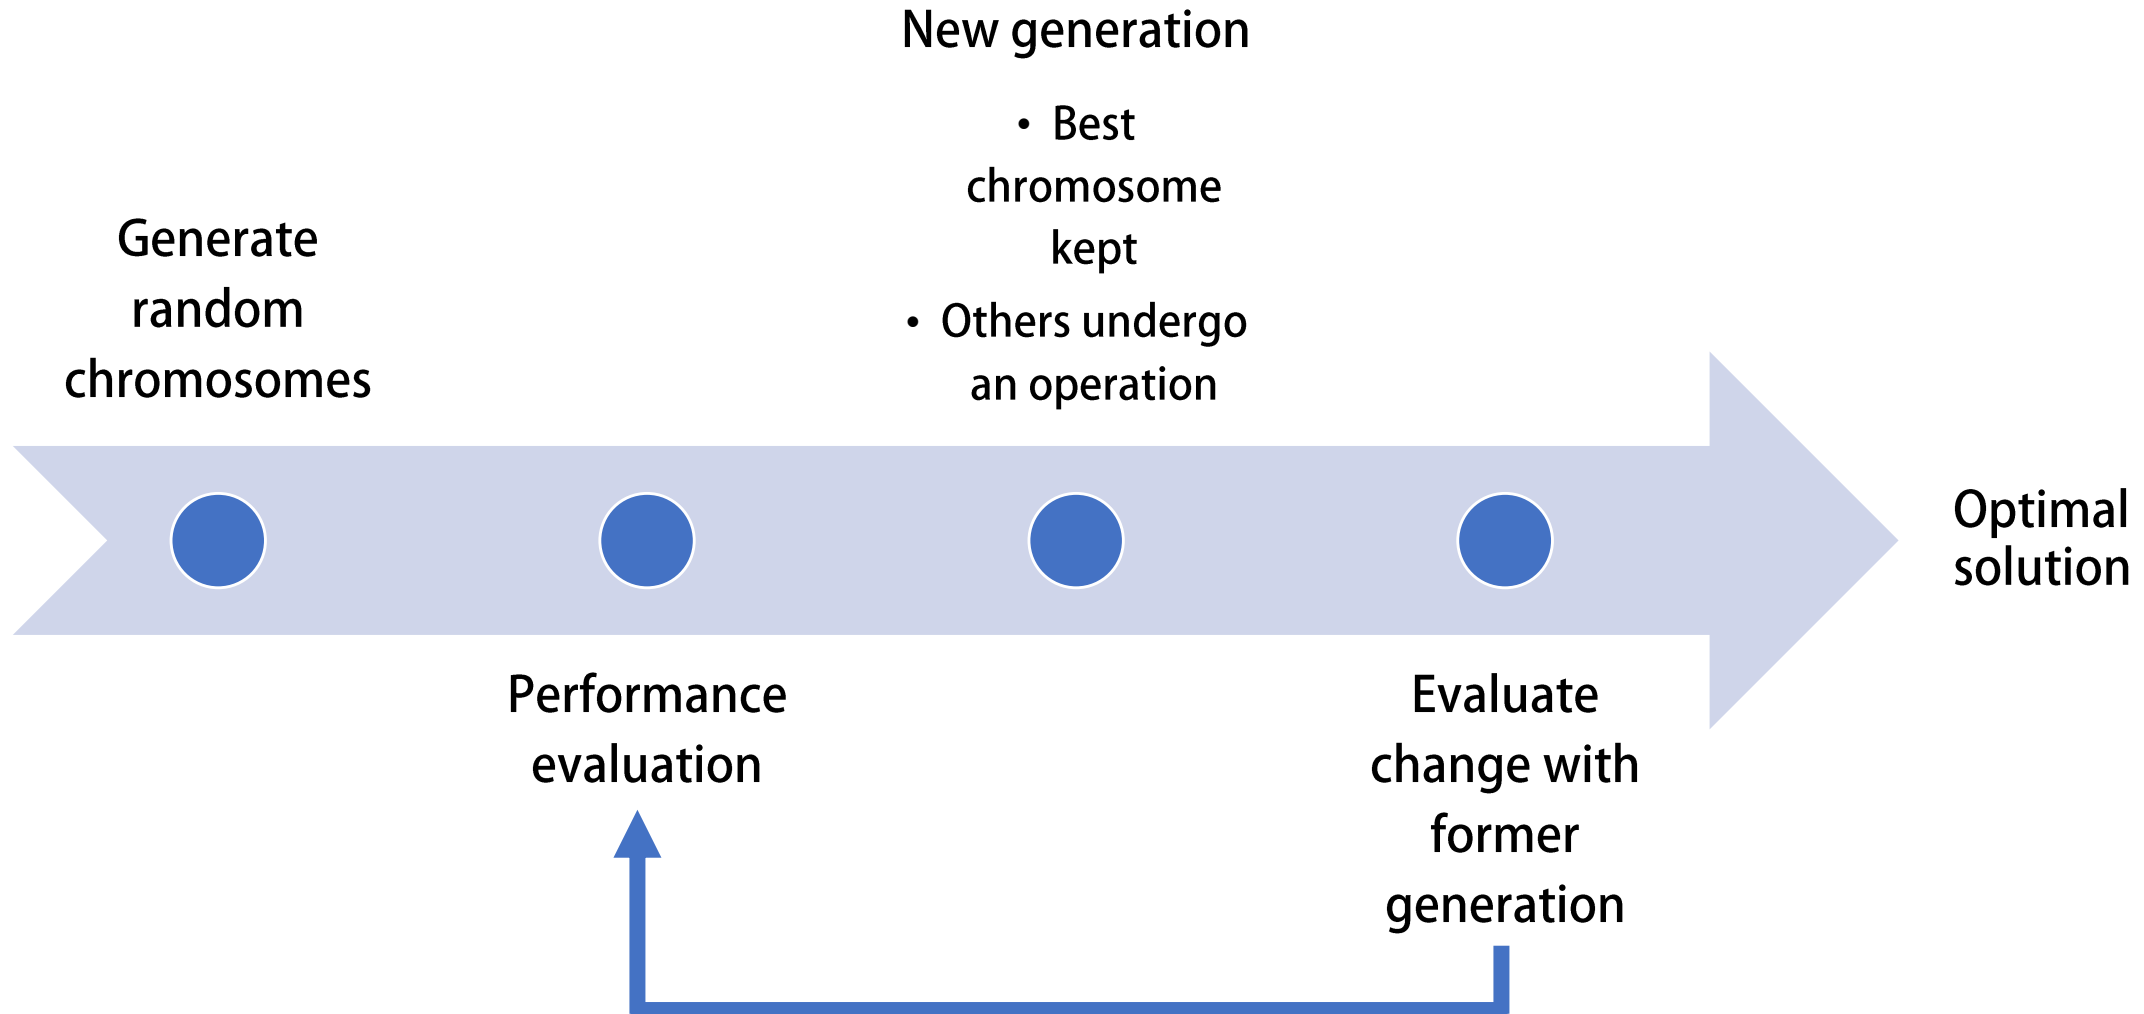 Generate
random
chromosomes
Performance
evaluation
New generation
• Best
chromosome
kept
• Others undergo
an operation
Evaluate
change with
former
generation
Optimal
solution